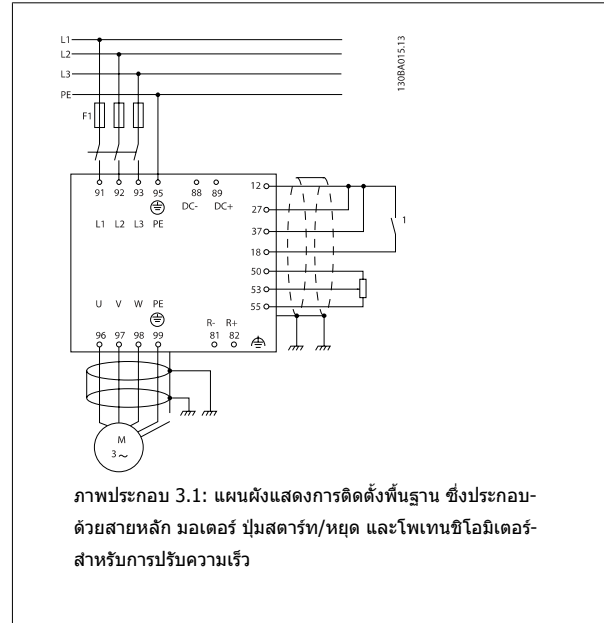 L1
L2
L3
PE
130BA015.13
F1
91 92 93 95 88 89
DC- DC+
L1 L2 L3 PE
12
27
37
18
50
53
55
1
U V W PE
R- R+
96 97 98 99 81 82
M
3 ~
ภาพประกอบ 3.1: แผนผังแสดงการติดตั้งพื้นฐาน ซึ่งประกอบ-
ด้วยสายหลัก มอเตอร์ ปุ่มสตาร์ท/หยุด และโพเทนชิโอมิเตอร์-
สำหรับการปรับความเร็ว